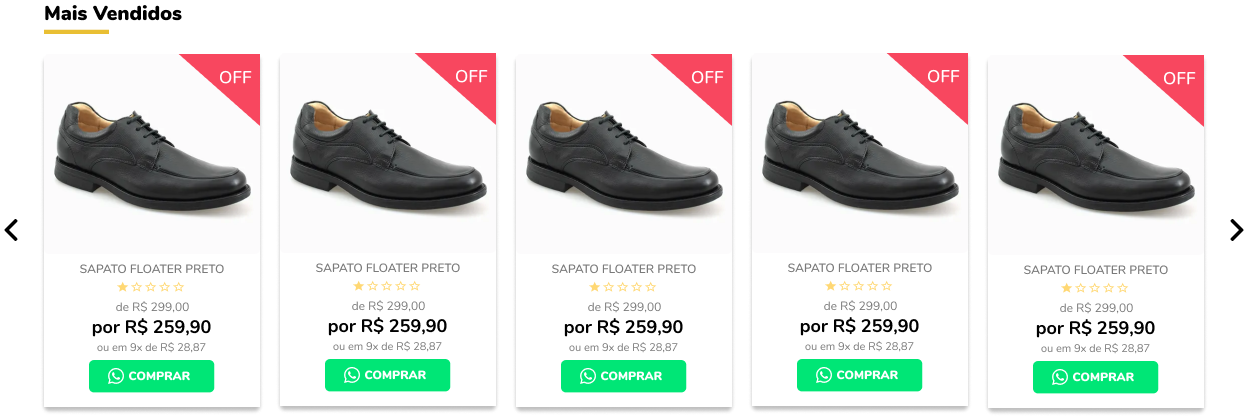 Mais Vendidos
OFF
SAPATO FLOATER PRETO
de R$ 299,00
por R$ 259,90
ou em 9x de R$ 28,87
COMPRAR
OFF
SAPATO FLOATER PRETO
de R$ 299,00
por R$ 259,90
ou em 9x de R$ 28,87
COMPRAR
OFF
SAPATO FLOATER PRETO
de R$ 299,00
por R$ 259,90
ou em 9x de R$ 28,87
COMPRAR
OFF
SAPATO FLOATER PRETO
de R$ 299,00
por R$ 259,90
ou em 9x de R$ 28,87
COMPRAR
OFF
SAPATO FLOATER PRETO
de R$ 299,00
por R$ 259,90
ou em 9x de R$ 28,87
COMPRAR